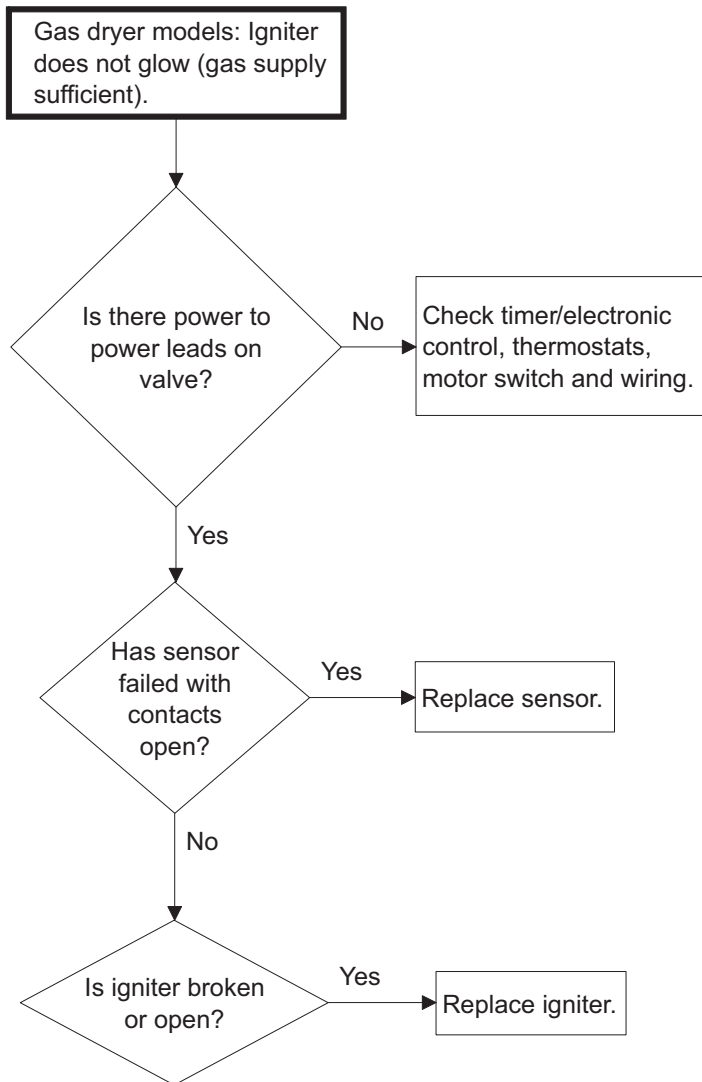 Gas dryer models: Igniter
does not glow (gas supply
sufficient).
Is there power to
power leads on
valve?
No
Check timer/electronic
control, thermostats,
motor switch and wiring.
Yes
Has sensor
failed with
contacts
open?
Yes
Replace sensor.
No
Is igniter broken
or open?
Yes
Replace igniter.